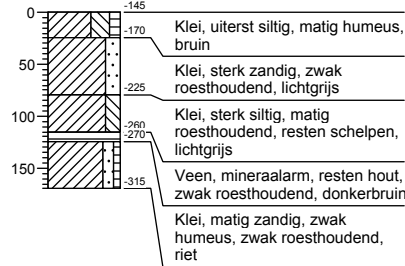 0
50
100
150
-145
-170
-225
-260
-270
-315
Klei, uiterst siltig, matig humeus,
bruin
Klei, sterk zandig, zwak
roesthoudend, lichtgrijs
Klei, sterk siltig, matig
roesthoudend, resten schelpen,
lichtgrijs
Veen, mineraalarm, resten hout,
zwak roesthoudend, donkerbruin
Klei, matig zandig, zwak
humeus, zwak roesthoudend,
riet